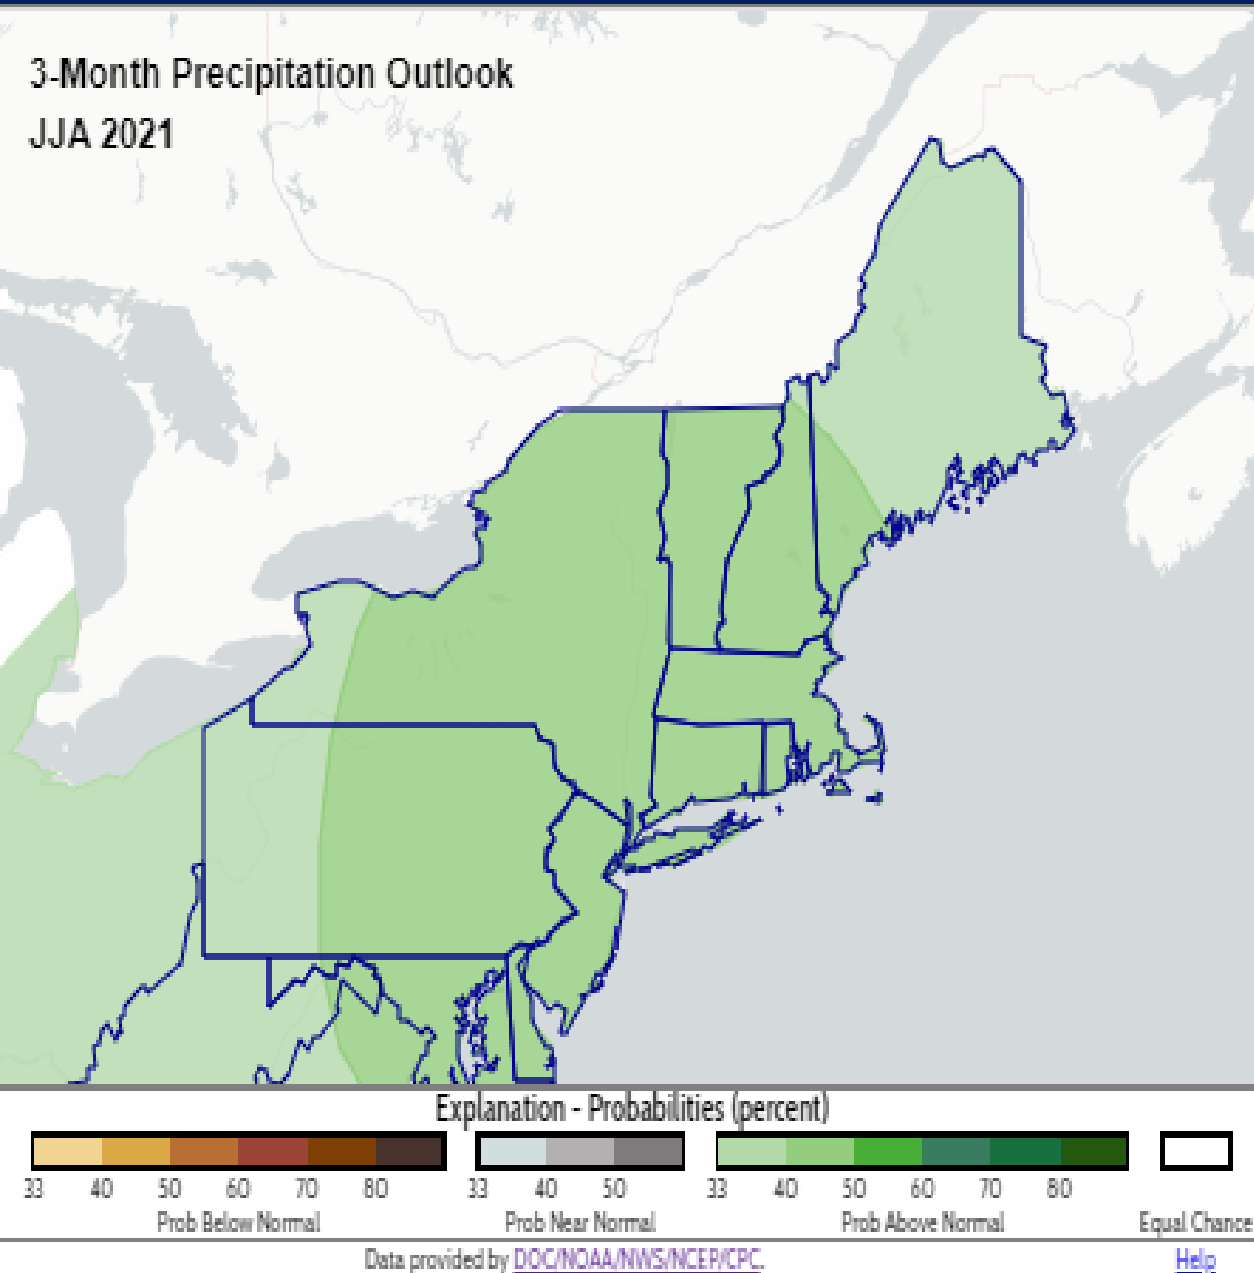 3-Month Precipitation Outlook
JJA 2021
Explanation - Probabilities (percent)
33 40 50 60 70 80 33 40 50 33 40 50 60 70 80
Prob Below Normal Prob Near Normal Prob Above Normal Equal Chance
Data provided by DOC/NOAA/NWS/NCEP/CPC. Help